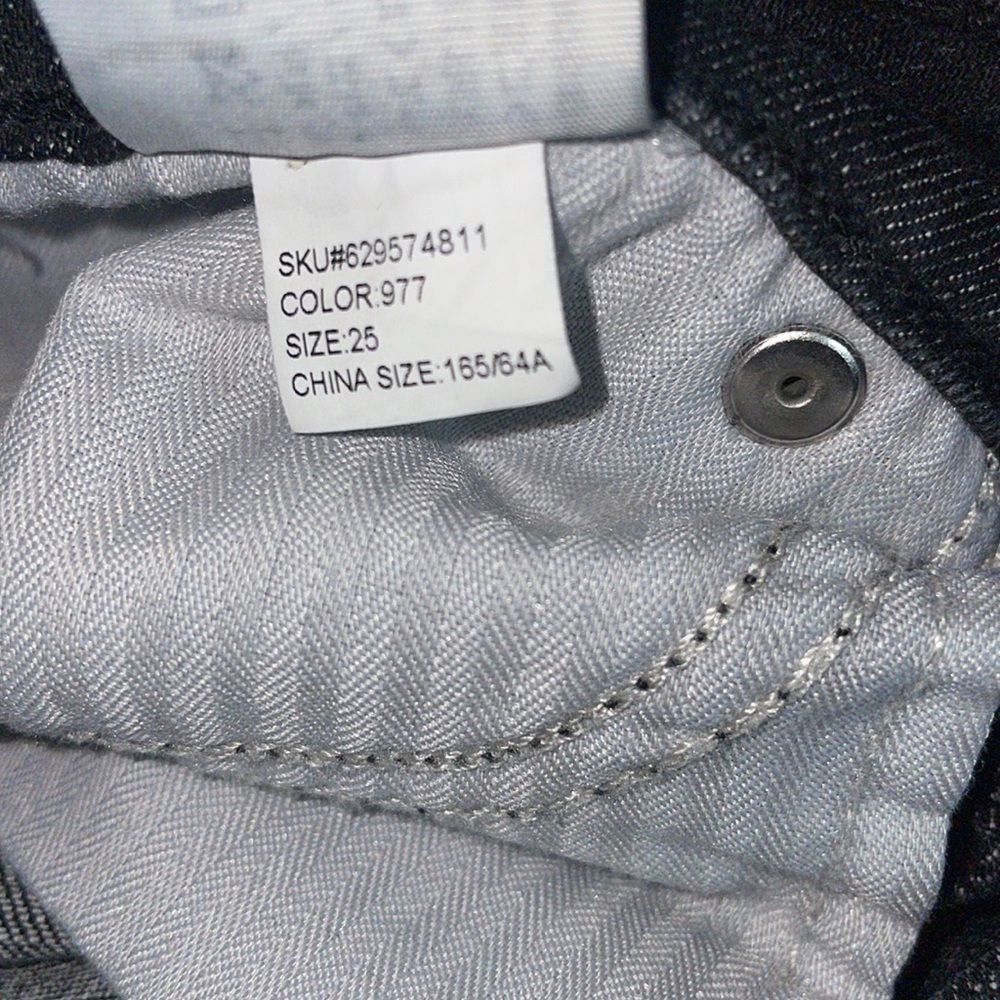 SKU#629574811
COLOR:977
SIZE:25
CHINA SIZE:165/64A